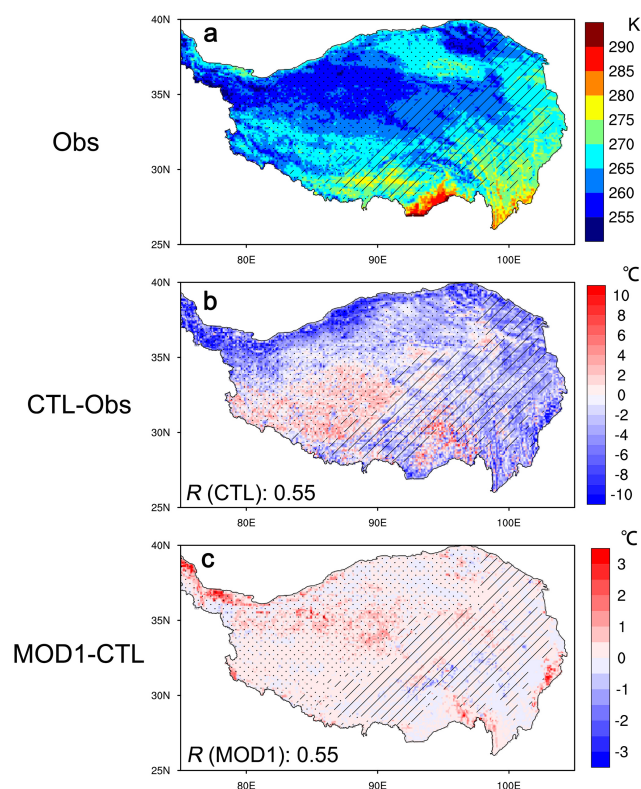 40N
a
K
290
35N
285
280
Obs
275
270
30N
265
260
255
25N
80E
90E
100E
℃
40N
b
10
8
6
35N
4
2
CTL-Obs
0
-2
30N
-4
-6
-8
R (CTL): 0.55
-10
25N
80E
90E
100E
℃
40N
c
3
2
35N
1
MOD1-CTL
0
30N
-1
-2
R (MOD1): 0.55
-3
25N
80E
90E
100E